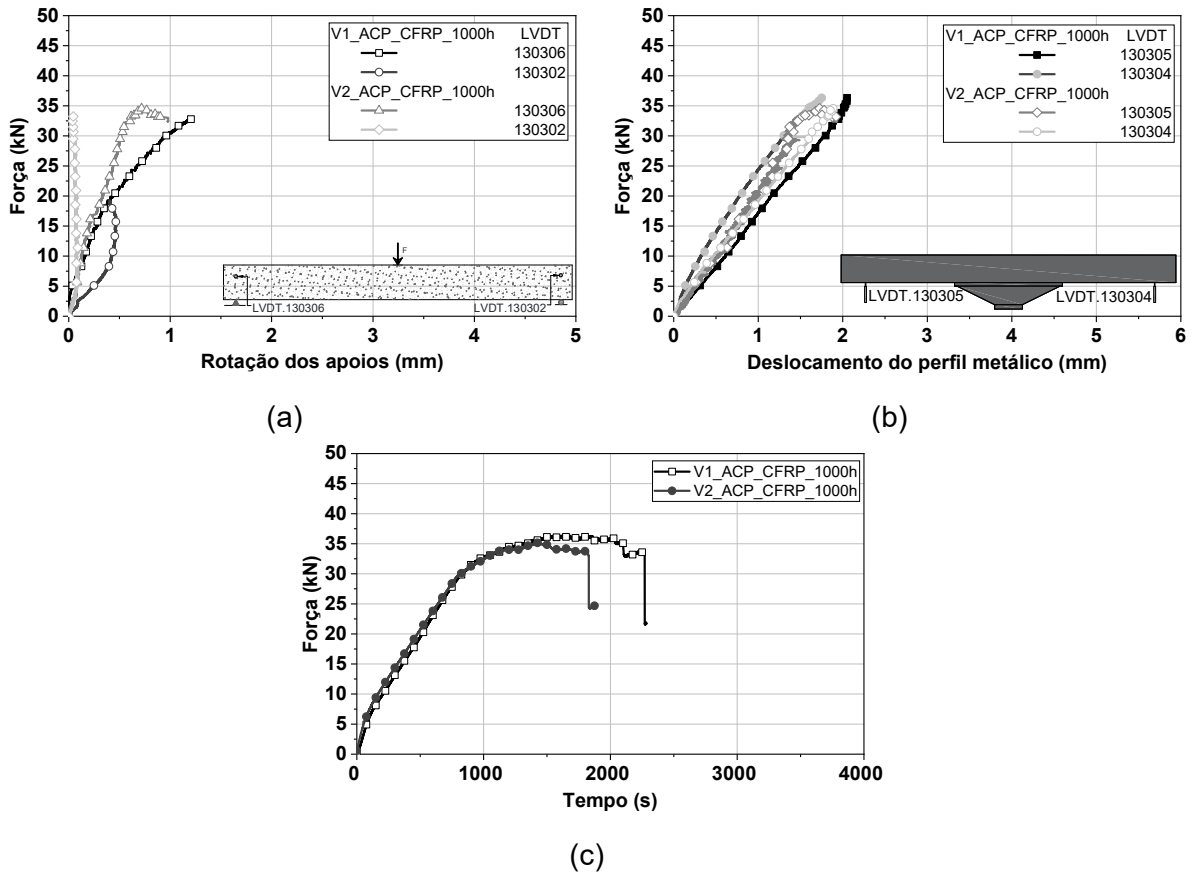 50
45
40
35
30
25
20
15
10
5
0
Força (kN)
0 1 2 3 4 5
Rotação dos apoios (mm)
V1_ACP_CFRP_1000h LVDT
130306
130302
V2_ACP_CFRP_1000h
130306
130302
F
LVDT.130306 LVDT.130302
(a)
50
45
40
35
30
25
20
15
10
5
0
Força (kN)
0 1 2 3 4 5 6
Deslocamento do perfil metálico (mm)
V1_ACP_CFRP_1000h LVDT
130305
130304
V2_ACP_CFRP_1000h
130305
130304
LVDT.130305 LVDT.130304
(b)
50
45
40
35
30
25
20
15
10
5
0
Força (kN)
0 1000 2000 3000 4000
Tempo (s)
V1_ACP_CFRP_1000h
V2_ACP_CFRP_1000h
(c)